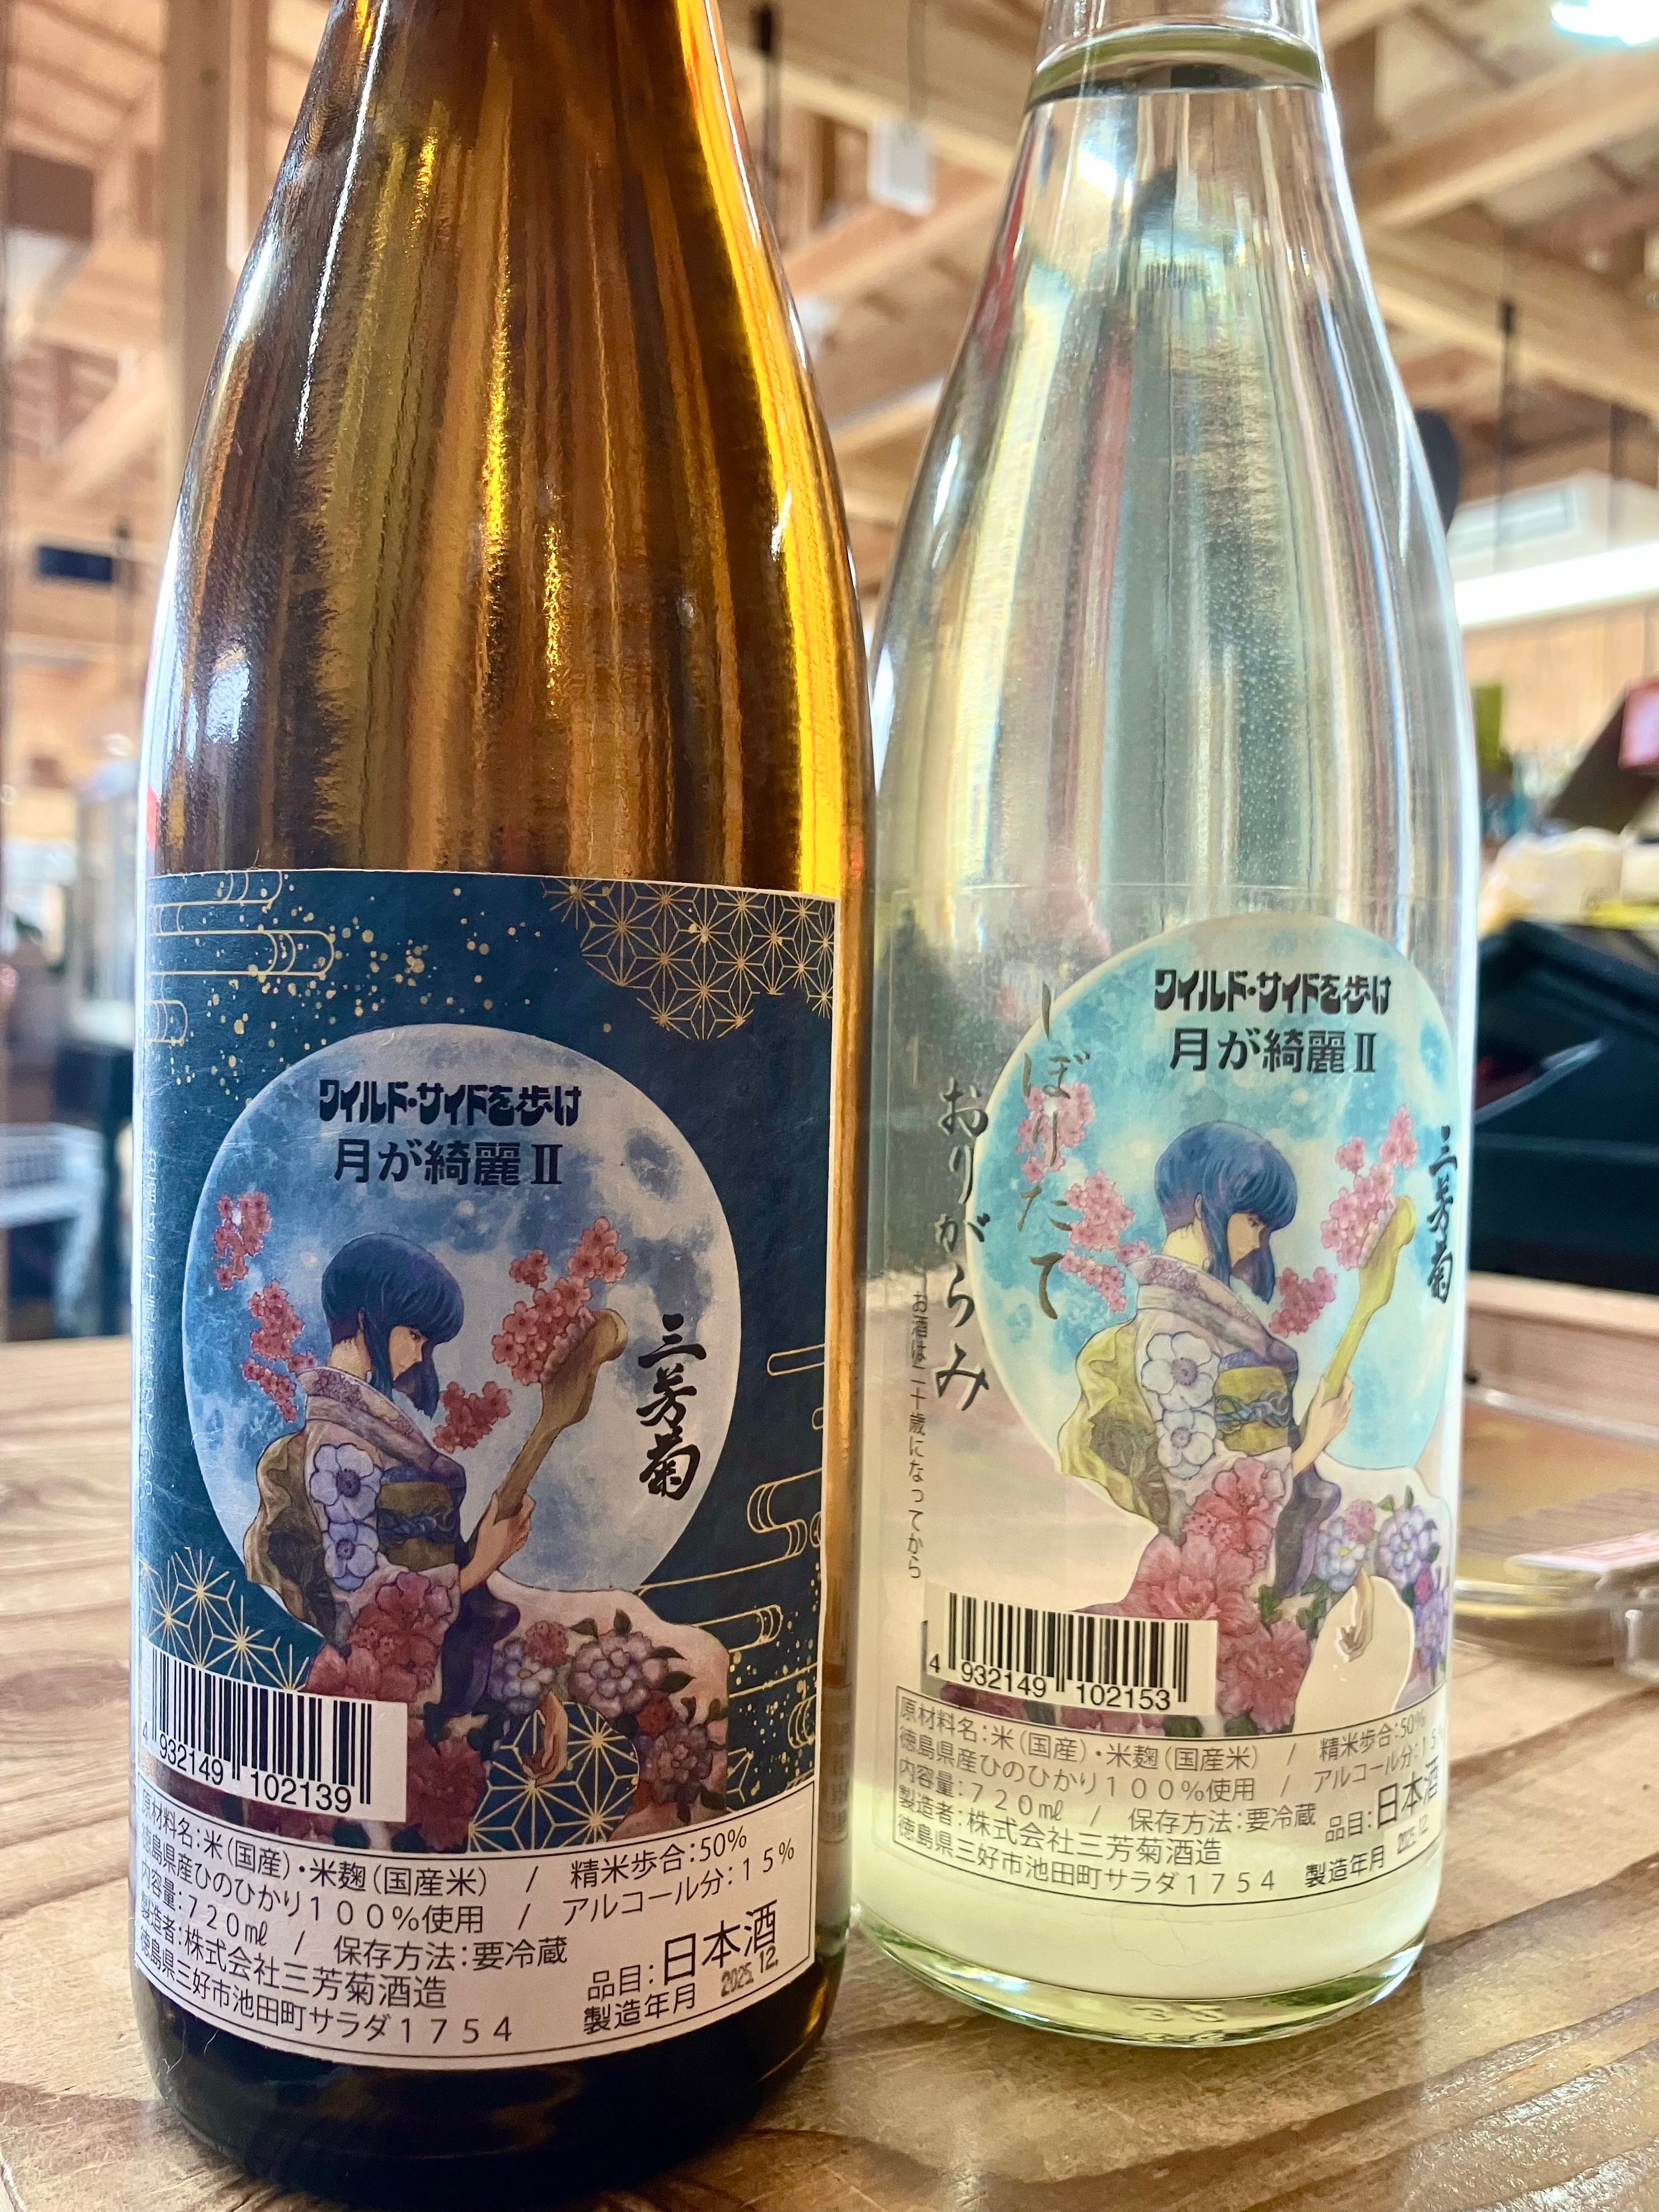 ワイルド・サイドを歩け
月が綺麗Ⅱ
三芳菊
4 932149 102139
原材料名：米（国産）・米麹（国産米） / 精米歩合：50%
徳島県産ひのひかり１００％使用 / アルコール分：１５％
内容量：７２０㎖ / 保存方法：要冷蔵
品目：日本酒
製造者：株式会社三芳菊酒造
徳島県三好市池田町サラダ１７５４
製造年月 2025.12.
ワイルド・サイドを歩け
月が綺麗Ⅱ
しぼりたて
おりがらみ
三芳菊
お酒は二十歳になってから
4 932149 102153
原材料名：米（国産）・米麹（国産米） / 精米歩合：50%
徳島県産ひのひかり１００％使用 / アルコール分：１５%
内容量：７２０㎖ / 保存方法：要冷蔵
品目：日本酒
製造者：株式会社三芳菊酒造
徳島県三好市池田町サラダ１７５４
製造年月 2025.12.
35